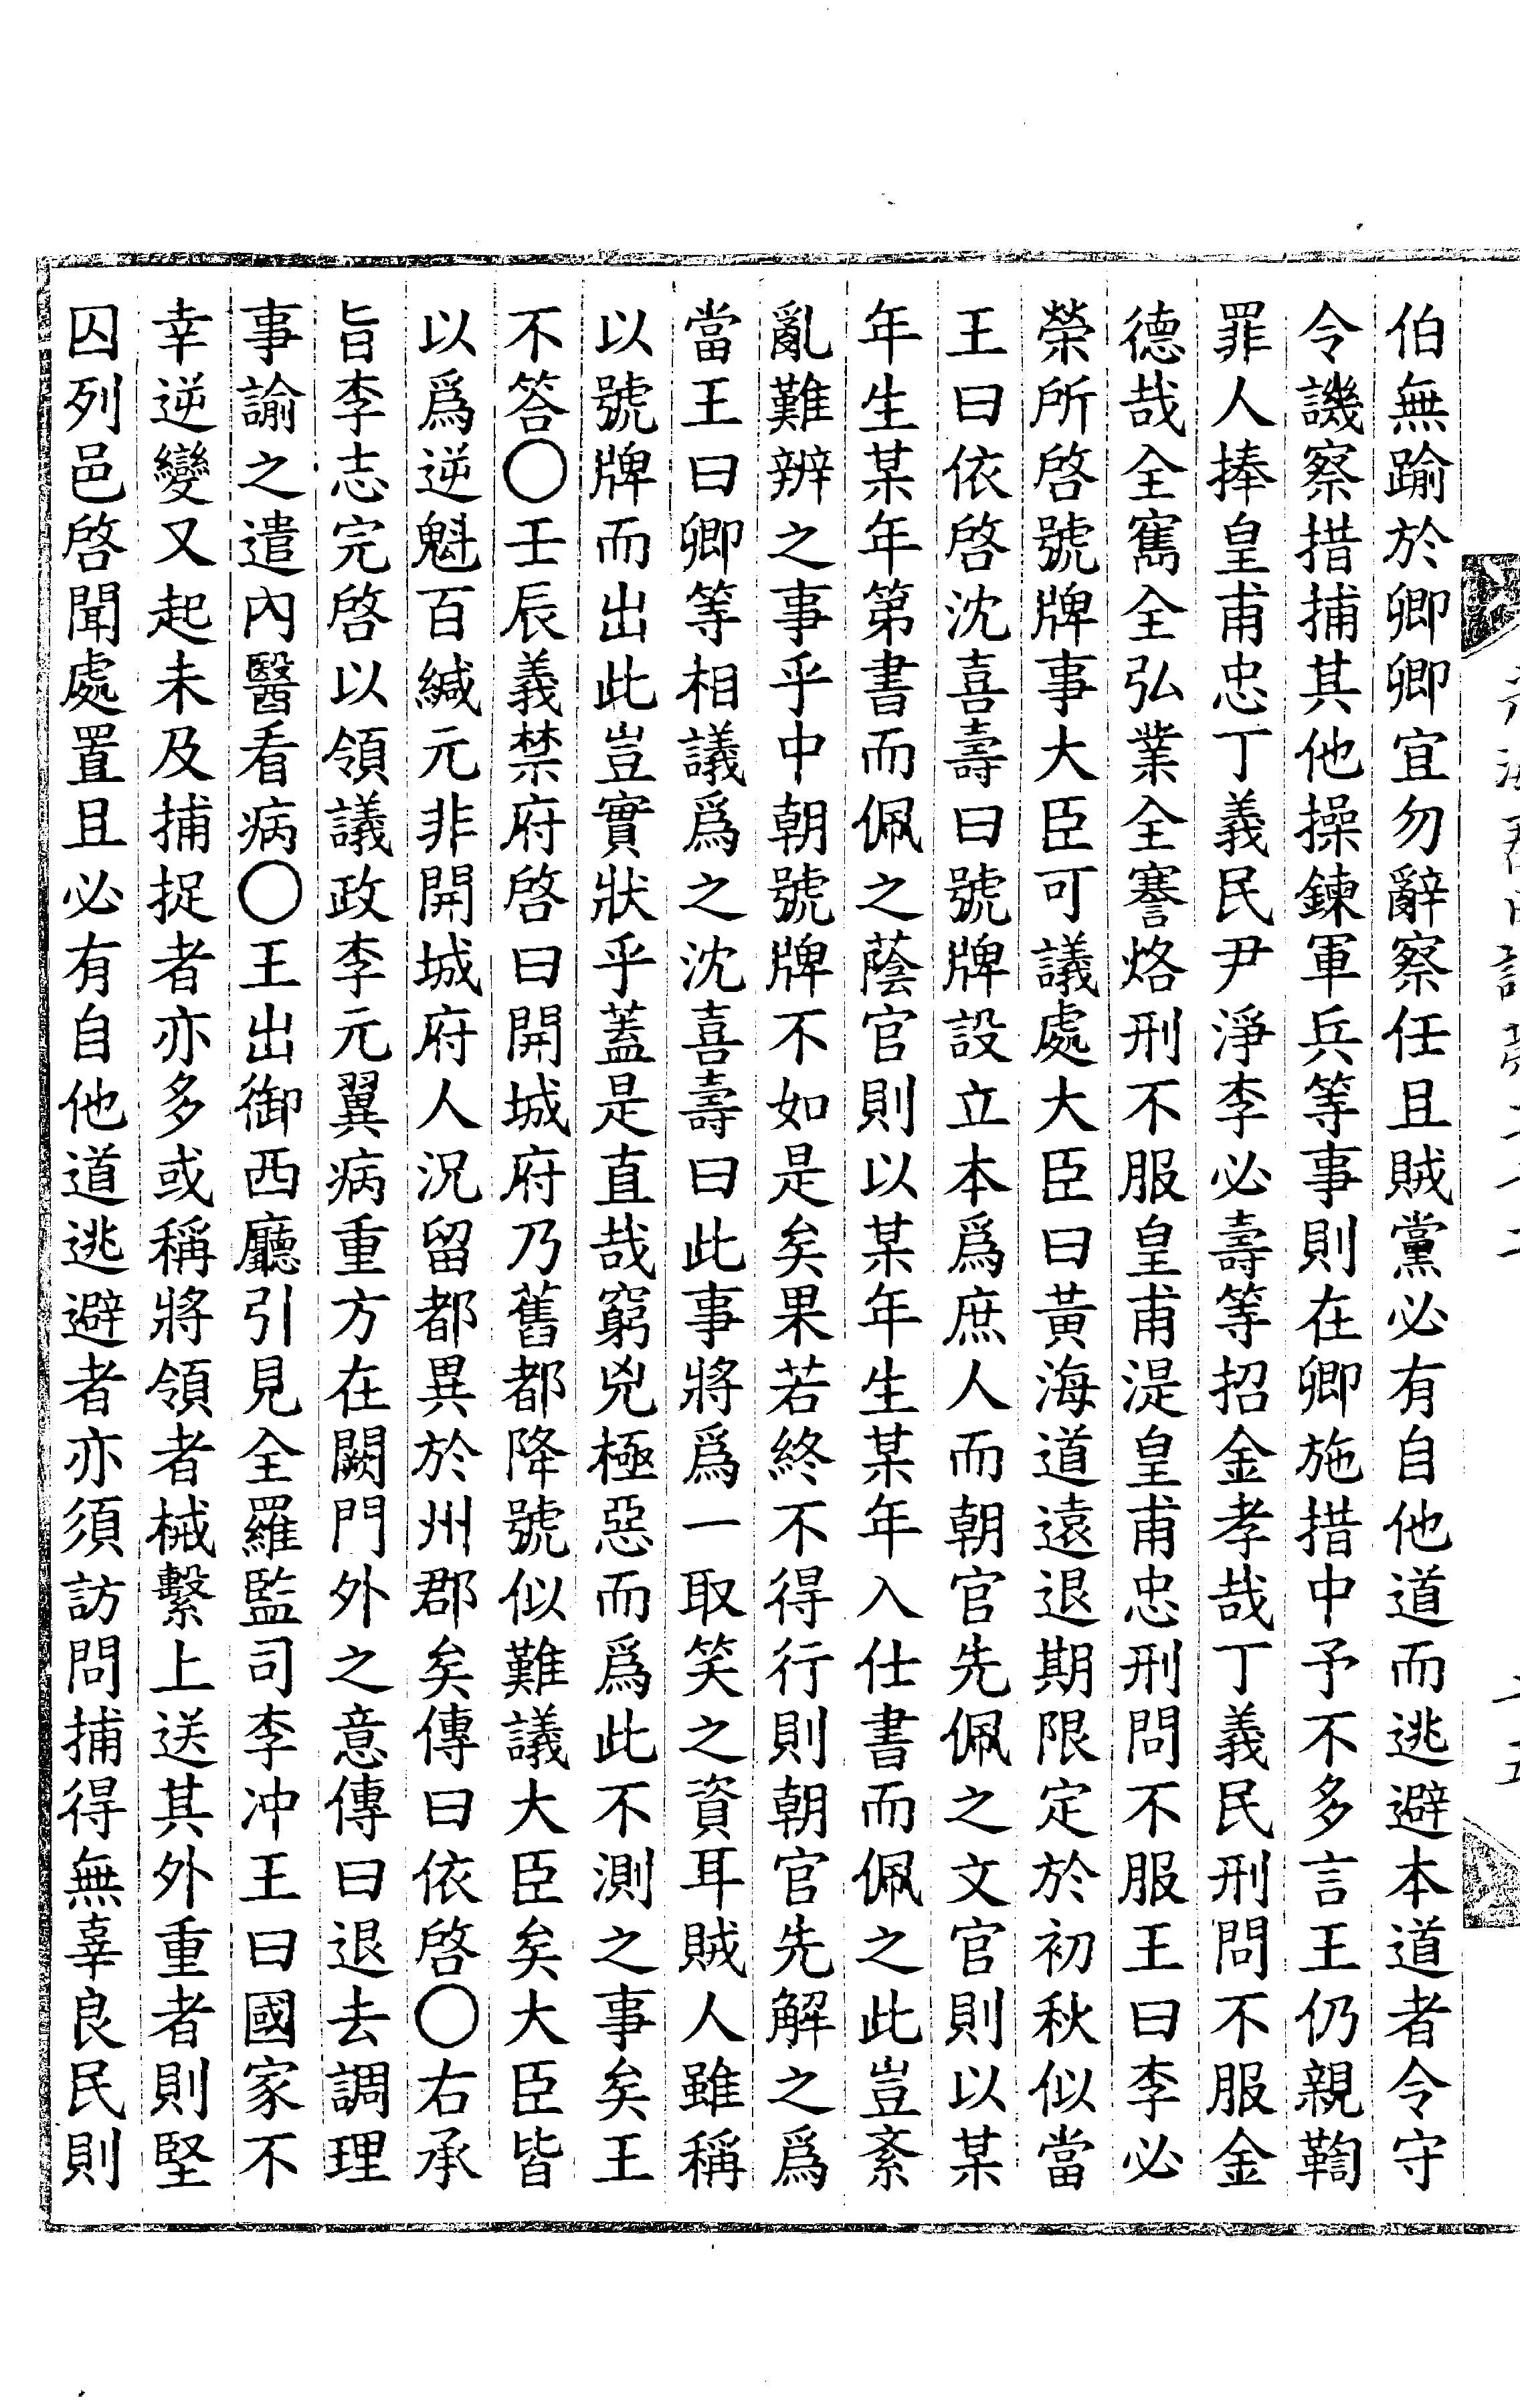 伯無踰於卿卿宜勿辭察任且賊黨必有自他道而逃避本道者令守
令譏察措捕其他操鍊軍兵等事則在卿施措中予不多言王仍親鞫
罪人捧皇甫忠丁義民尹淨李必壽等招金孝哉丁義民刑問不服金
德哉全寯全弘業全謇烙刑不服皇甫湜皇甫忠刑問不服王曰李必
榮所啓號牌事大臣可議處大臣曰黃海道遠退期限定於初秋似當
王曰依啓沈喜壽曰號牌設立本爲庶人而朝官先佩之文官則以某
年生某年第書而佩之蔭官則以某年生某年入仕書而佩之此豈紊
亂難辨之事乎中朝號牌不如是矣果若終不得行則朝官先解之爲
當王曰卿等相議爲之沈喜壽曰此事將爲一取笑之資耳賊人雖稱
以號牌而出此豈實狀乎蓋是直哉窮兇極惡而爲此不測之事矣王
不答〇壬辰義禁府啓曰開城府乃舊都降號似難議大臣矣大臣皆
以爲逆魁百緘元非開城府人況留都異於州郡矣傳曰依啓〇右承
旨李志完啓以領議政李元翼病重方在闕門外之意傳曰退去調理
事諭之遣內醫看病〇王出御西廳引見全羅監司李冲王曰國家不
幸逆變又起未及捕捉者亦多或稱將領者械繫上送其外重者則堅
囚列邑啓聞處置且必有自他道逃避者亦須訪問捕得無辜良民則